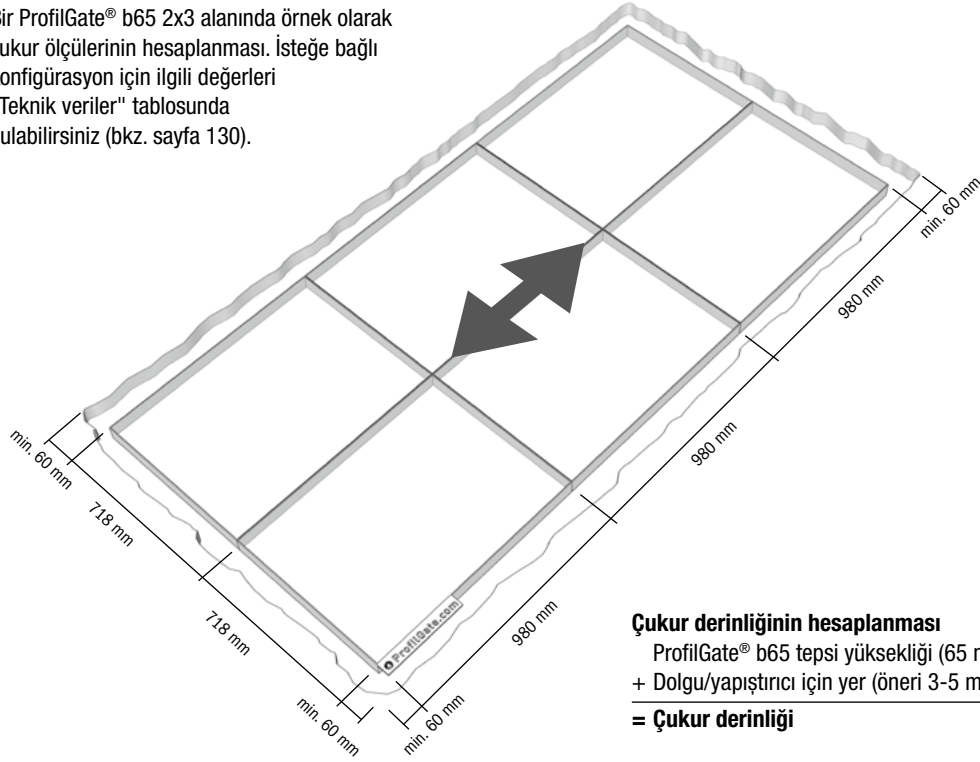 Bir ProfilGate® b65 2x3 alanında örnek olarak
ukur ölçülerinin hesaplanması. İsteğe bağlı
onfigürasyon için ilgili değerleri
Teknik veriler" tablosunda
ulabilirsiniz (bkz. sayfa 130).
min. 60 mm
980 mm
980 mm
980 mm
min. 60 mm
718 mm
718 mm
min. 60 mm
min. 60 mm
ProfilGate.com
Çukur derinliğinin hesaplanması
ProfilGate® b65 tepsi yüksekliği (65 m
+ Dolgu/yapıştırıcı için yer (öneri 3-5 m
= Çukur derinliği